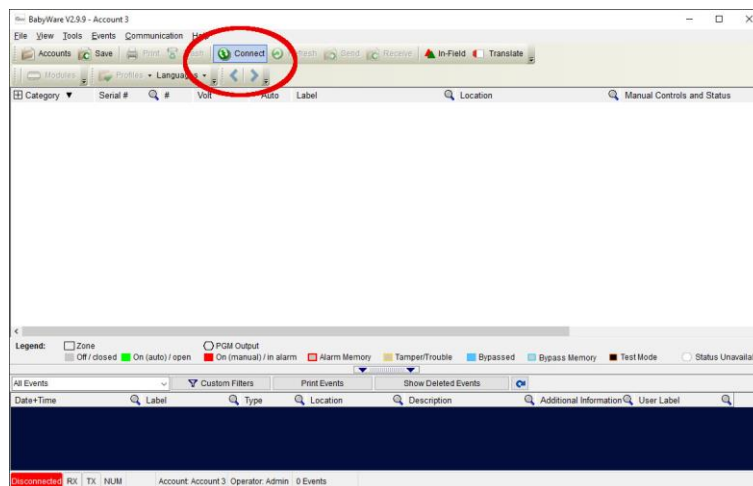 BabyWare V2.9.9 - Account 3
File View Tools Events Communication
Accounts Save Print Connect Refresh Send Receive In-Field Translate
Modules Profiles Languages
Category Serial # # Volt Auto Label Location Manual Controls and Status
Legend: Zone PGM Output
Off / closed On (auto) / open On (manual) / in alarm Alarm Memory Tamper/Trouble Bypassed Bypass Memory Test Mode Status Unavail
All Events Custom Filters Print Events Show Deleted Events
Date+Time Label Type Location Description Additional Information User Label
Disconnected RX TX NUM Account: Account 3 Operator: Admin 0 Events